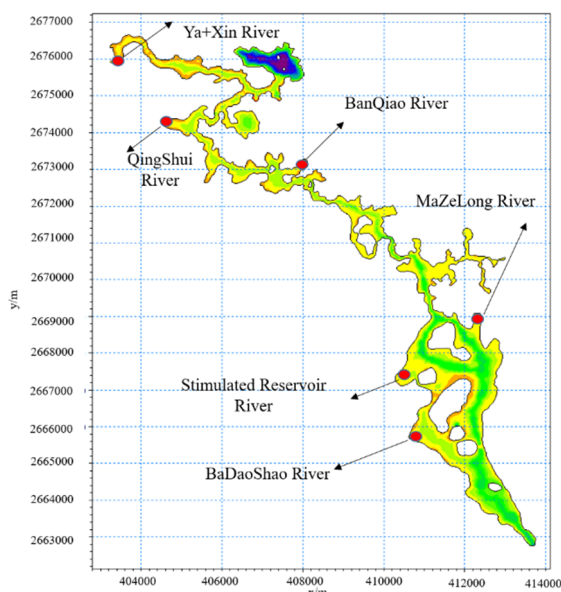 2677000
Ya+Xin River
2676000
2675000
BanQiao River
2674000
QingShui
River
2673000
MaZeLong River
2672000
2671000
y/m
2670000
2669000
2668000
Stimulated Reservoir
River
2667000
2666000
BaDaoShao River
2665000
2664000
2663000
404000 406000 408000 410000 412000 414000